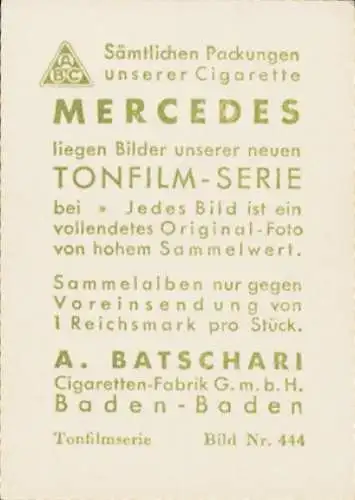 ABC
Sämtlichen Packungen
unserer Cigarette
MERCEDES
liegen Bilder unserer neuen
TONFILM-SERIE
bei • Jedes Bild ist ein
vollendetes Original-Foto
von hohem Sammelwert.
Sammelalben nur gegen
Voreinsendung von
1 Reichsmark pro Stück.
A. BATSCHARI
Cigaretten-Fabrik G. m. b. H.
Baden-Baden
Tonfilmserie Bild Nr. 444